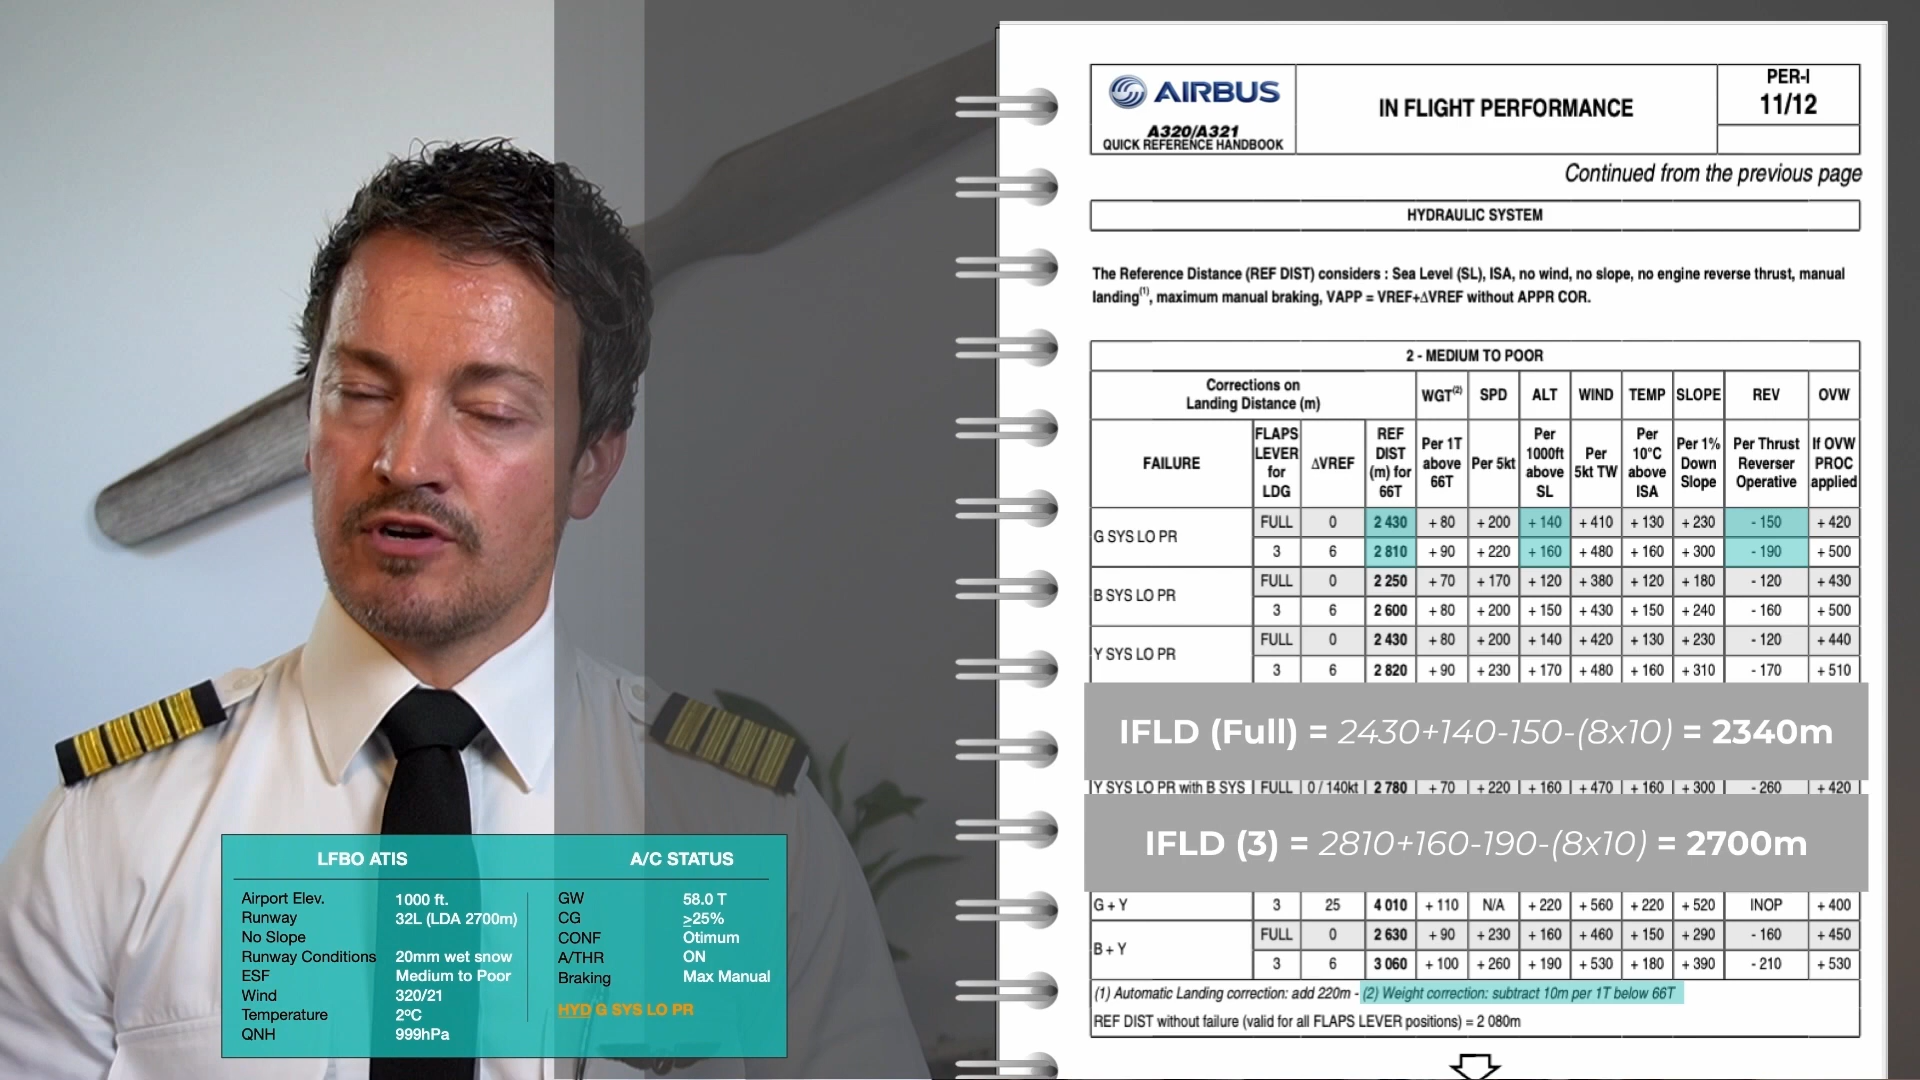 AIRBUS
A320/A321
QUICK REFERENCE HANDBOOK
IN FLIGHT PERFORMANCE
PER-I
11/12
Continued from the previous page
HYDRAULIC SYSTEM
The Reference Distance (REF DIST) considers : Sea Level (SL), ISA, no wind, no slope, no engine reverse thrust, manual
landing(1), maximum manual braking, VAPP = VREF+ΔVREF without APPR COR.
2 - MEDIUM TO POOR
Corrections on
Landing Distance (m)
WGT(2) SPD ALT WIND TEMP SLOPE REV OVW
FAILURE
FLAPS
LEVER
for
LDG
ΔVREF
REF
DIST
(m) for
66T
Per 1T
above
66T
Per 5kt
Per
1000ft
above
SL
Per
5kt TW
Per
10°C
above
ISA
Per 1%
Down
Slope
Per Thrust
Reverser
Operative
If OVW
PROC
applied
G SYS LO PR
FULL 0 2 430 + 80 + 200 + 140 + 410 + 130 + 230 - 150 + 420
3 6 2 810 + 90 + 220 + 160 + 480 + 160 + 300 - 190 + 500
B SYS LO PR
FULL 0 2 250 + 70 + 170 + 120 + 380 + 120 + 180 - 120 + 430
3 6 2 600 + 80 + 200 + 150 + 430 + 150 + 240 - 160 + 500
Y SYS LO PR
FULL 0 2 430 + 80 + 200 + 140 + 420 + 130 + 230 - 120 + 440
3 6 2 820 + 90 + 230 + 170 + 480 + 160 + 310 - 170 + 510
IFLD (Full) = 2430+140-150-(8x10) = 2340m
Y SYS LO PR with B SYS FULL 0 / 140kt 2 780 + 70 + 220 + 160 + 470 + 160 + 300 - 260 + 420
IFLD (3) = 2810+160-190-(8x10) = 2700m
G + Y 3 25 4 010 + 110 N/A + 220 + 560 + 220 + 520 INOP + 400
B + Y
FULL 0 2 630 + 90 + 230 + 160 + 460 + 150 + 290 - 160 + 450
3 6 3 060 + 100 + 260 + 190 + 530 + 180 + 390 - 210 + 530
(1) Automatic Landing correction: add 220m - (2) Weight correction: subtract 10m per 1T below 66T
REF DIST without failure (valid for all FLAPS LEVER positions) = 2 080m
LFBO ATIS
Airport Elev. 1000 ft.
Runway 32L (LDA 2700m)
No Slope
Runway Conditions 20mm wet snow
ESF Medium to Poor
Wind 320/21
Temperature 2ºC
QNH 999hPa
A/C STATUS
GW 58.0 T
CG ≥25%
CONF Otimum
A/THR ON
Braking Max Manual
HYD G SYS LO PR